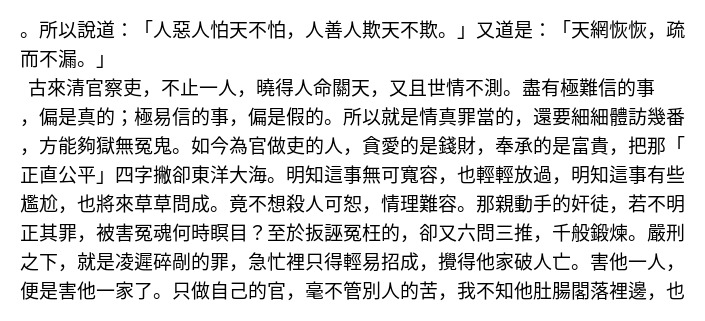 。所以說道：「人惡人怕天不怕，人善人欺天不欺。」又道是：「天網恢恢，疏
而不漏。」
古來清官察吏，不止一人，曉得人命關天，又且世情不測。盡有極難信的事
，偏是真的；極易信的事，偏是假的。所以就是情真罪當的，還要細細體訪幾番
，方能夠獄無冤鬼。如今為官做吏的人，貪愛的是錢財，奉承的是富貴，把那「
正直公平」四字撇卻東洋大海。明知這事無可寬容，也輕輕放過，明知這事有些
尷尬，也將來草草問成。竟不想殺人可恕，情理難容。那親動手的奸徒，若不明
正其罪，被害冤魂何時瞑目？至於扳誣冤枉的，卻又六問三推，千般鍛煉。嚴刑
之下，就是凌遲碎剮的罪，急忙裡只得輕易招成，攪得他家破人亡。害他一人，
便是害他一家了。只做自己的官，毫不管別人的苦，我不知他肚腸閣落裡邊，也